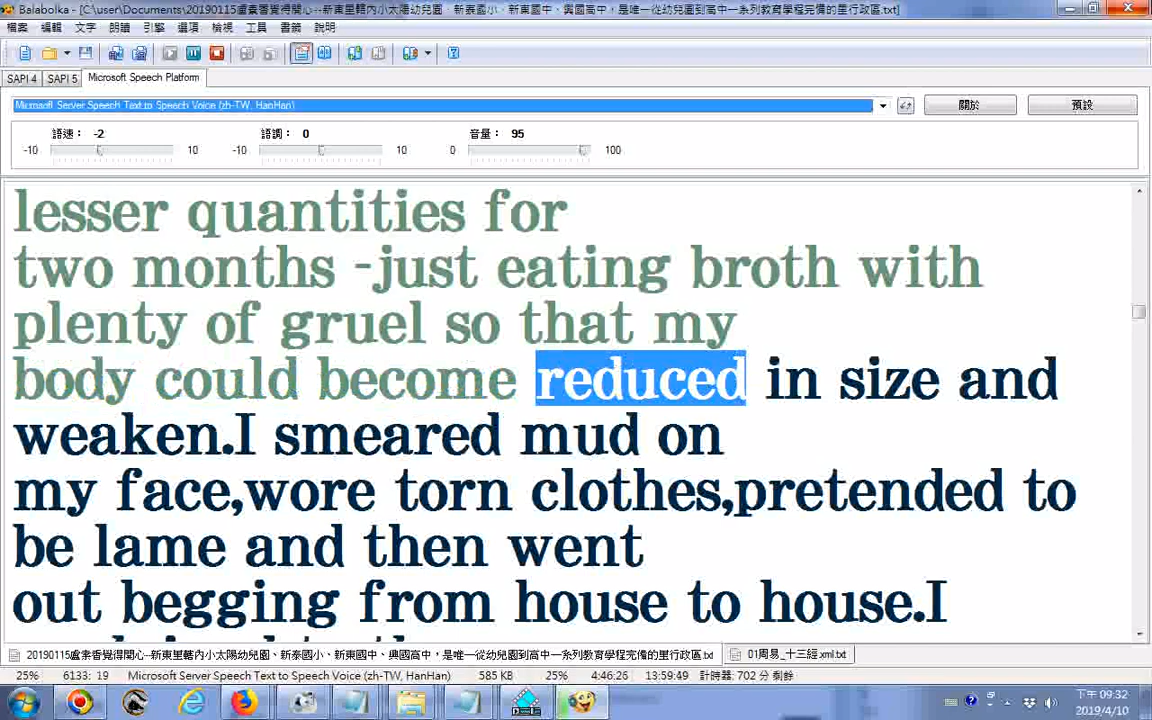 Balabolka - [C:\user\Documents\20190115盧素香覺得開心--新東里轄內小太陽幼兒園、新泰國小、新東國中、興國高中，是唯一從幼兒園到高中一系列教育學程完備的里行政區.txt]
檔案 編輯 文字 朗讀 引擎 選項 檢視 工具 書籤 說明
SAPI 4 SAPI 5 Microsoft Speech Platform
Microsoft Server Speech Text to Speech Voice (zh-TW, HanHan)
關於 預設
語速： -2 語調： 0 音量： 95
-10 10 -10 10 0 100
lesser quantities for
two months -just eating broth with
plenty of gruel so that my
body could become reduced in size and
weaken.I smeared mud on
my face,wore torn clothes,pretended to
be lame and then went
out begging from house to house.I
20190115盧素香覺得開心--新東里轄內小太陽幼兒園、新泰國小、新東國中、興國高中，是唯一從幼兒園到高中一系列教育學程完備的里行政區.txt 01周易_十三經.xml.txt
25% 6133: 19 Microsoft Server Speech Text to Speech Voice (zh-TW, HanHan) 585 KB 25% 4:46:26 13:59:49 計時器: 702 分 剩餘
下午 09:32
2019/4/10